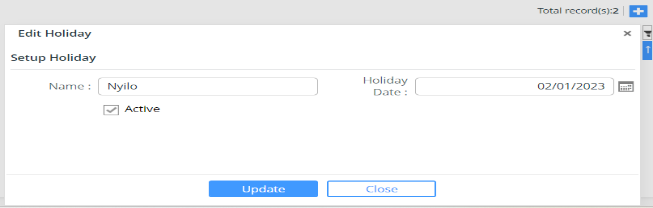 Total record(s):2
Edit Holiday
Setup Holiday
Name : Nyilo
Holiday Date : 02/01/2023
Active
Update Close